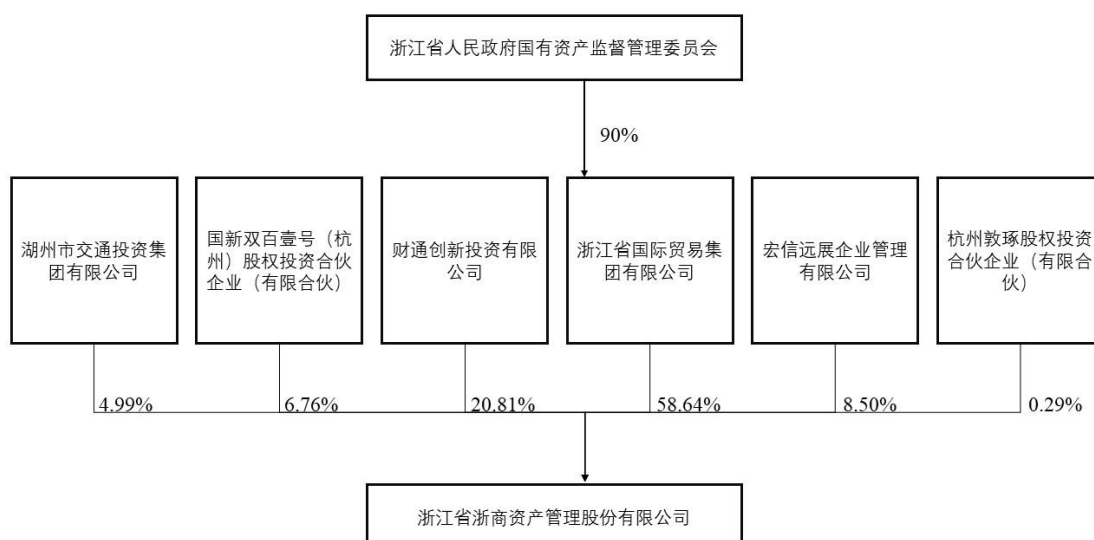 浙江省人民政府国有资产监督管理委员会
90%
湖州市交通投资集
团有限公司
国新双百壹号（杭
州）股权投资合伙
企业（有限合伙）
财通创新投资有限
公司
浙江省国际贸易集
团有限公司
宏信远展企业管理
有限公司
杭州敦琢股权投资
合伙企业（有限合
伙）
4.99%
6.76%
20.81%
58.64%
8.50%
0.29%
浙江省浙商资产管理股份有限公司